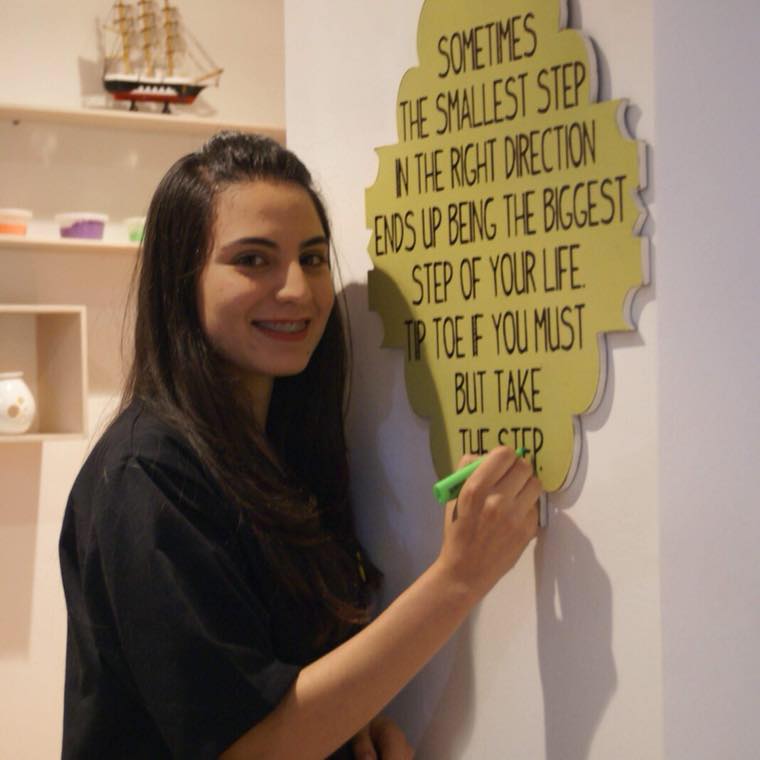 SOMETIMES
THE SMALLEST STEP
IN THE RIGHT DIRECTION
ENDS UP BEING THE BIGGEST
STEP OF YOUR LIFE.
TIP TOE IF YOU MUST
BUT TAKE
THE STEP.